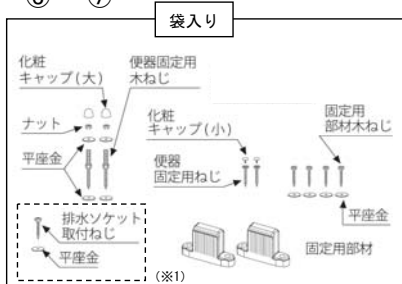 ⑦
袋入り
化粧
キャップ(大)
便器固定用
木ねじ
ナット
平座金
化粧
キャップ(小)
便器
固定用ねじ
固定用
部材木ねじ
平座金
排水ソケット
取付ねじ
平座金
(※1)
固定用部材